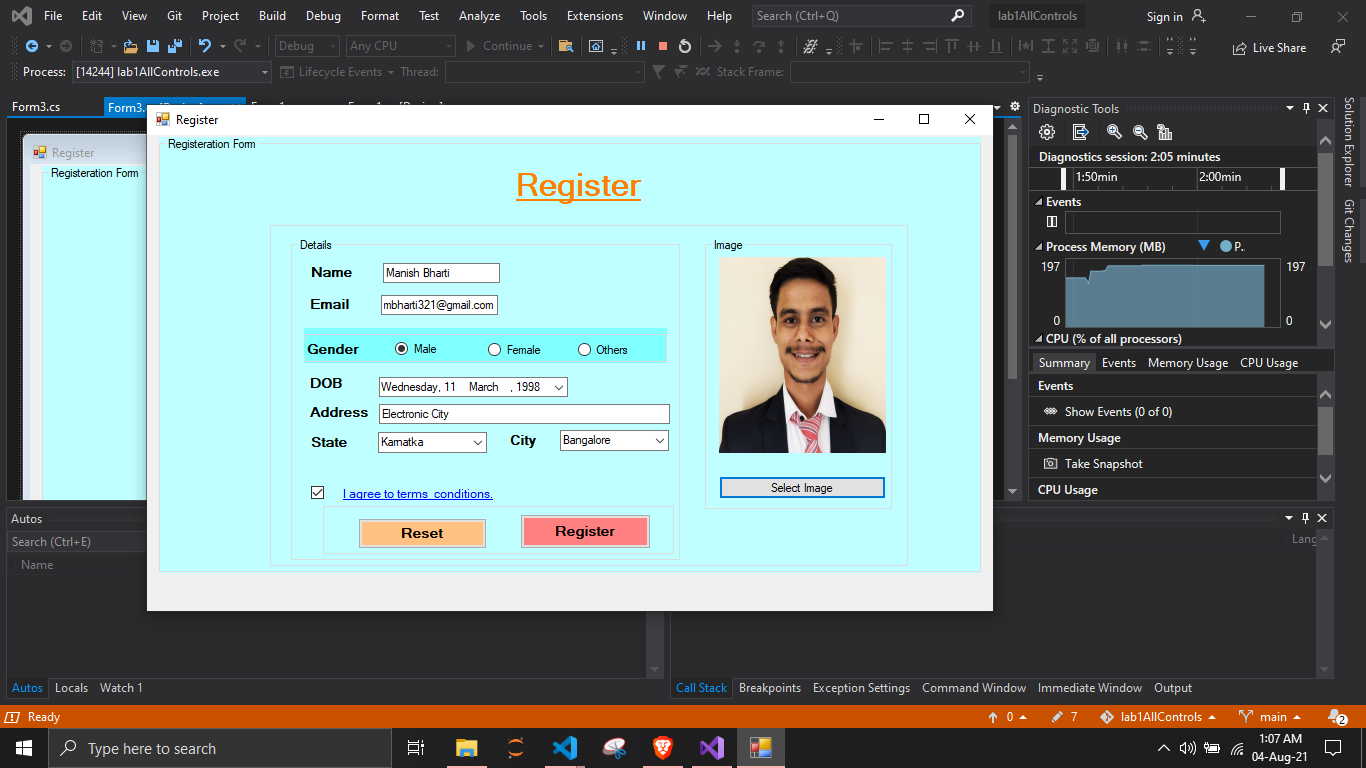 File Edit View Git Project Build Debug Format Test Analyze Tools Extensions Window Help Search (Ctrl+Q) lab1AllControls Sign in
Debug Any CPU Continue Live Share
Process: [14244] lab1AllControls.exe Lifecycle Events Thread: Stack Frame:
Form3.cs
Register
Registeration Form
Register
Registeration Form
Register
Details
Name Manish Bharti
Email mbharti321@gmail.com
Gender Male Female Others
DOB Wednesday, 11 March , 1998
Address Electronic City
State Karnatka City Bangalore
I agree to terms conditions.
Reset Register
Image
Select Image
Diagnostic Tools
Diagnostics session: 2:05 minutes
1:50min 2:00min
Events
Process Memory (MB) P..
197 197
0 0
CPU (% of all processors)
Summary Events Memory Usage CPU Usage
Events
Show Events (0 of 0)
Memory Usage
Take Snapshot
CPU Usage
Solution Explorer
Git Changes
Autos
Search (Ctrl+E)
Name
Lang
Autos Locals Watch 1
Call Stack Breakpoints Exception Settings Command Window Immediate Window Output
Ready 0 7 lab1AllControls main 2
Type here to search
1:07 AM
04-Aug-21
2